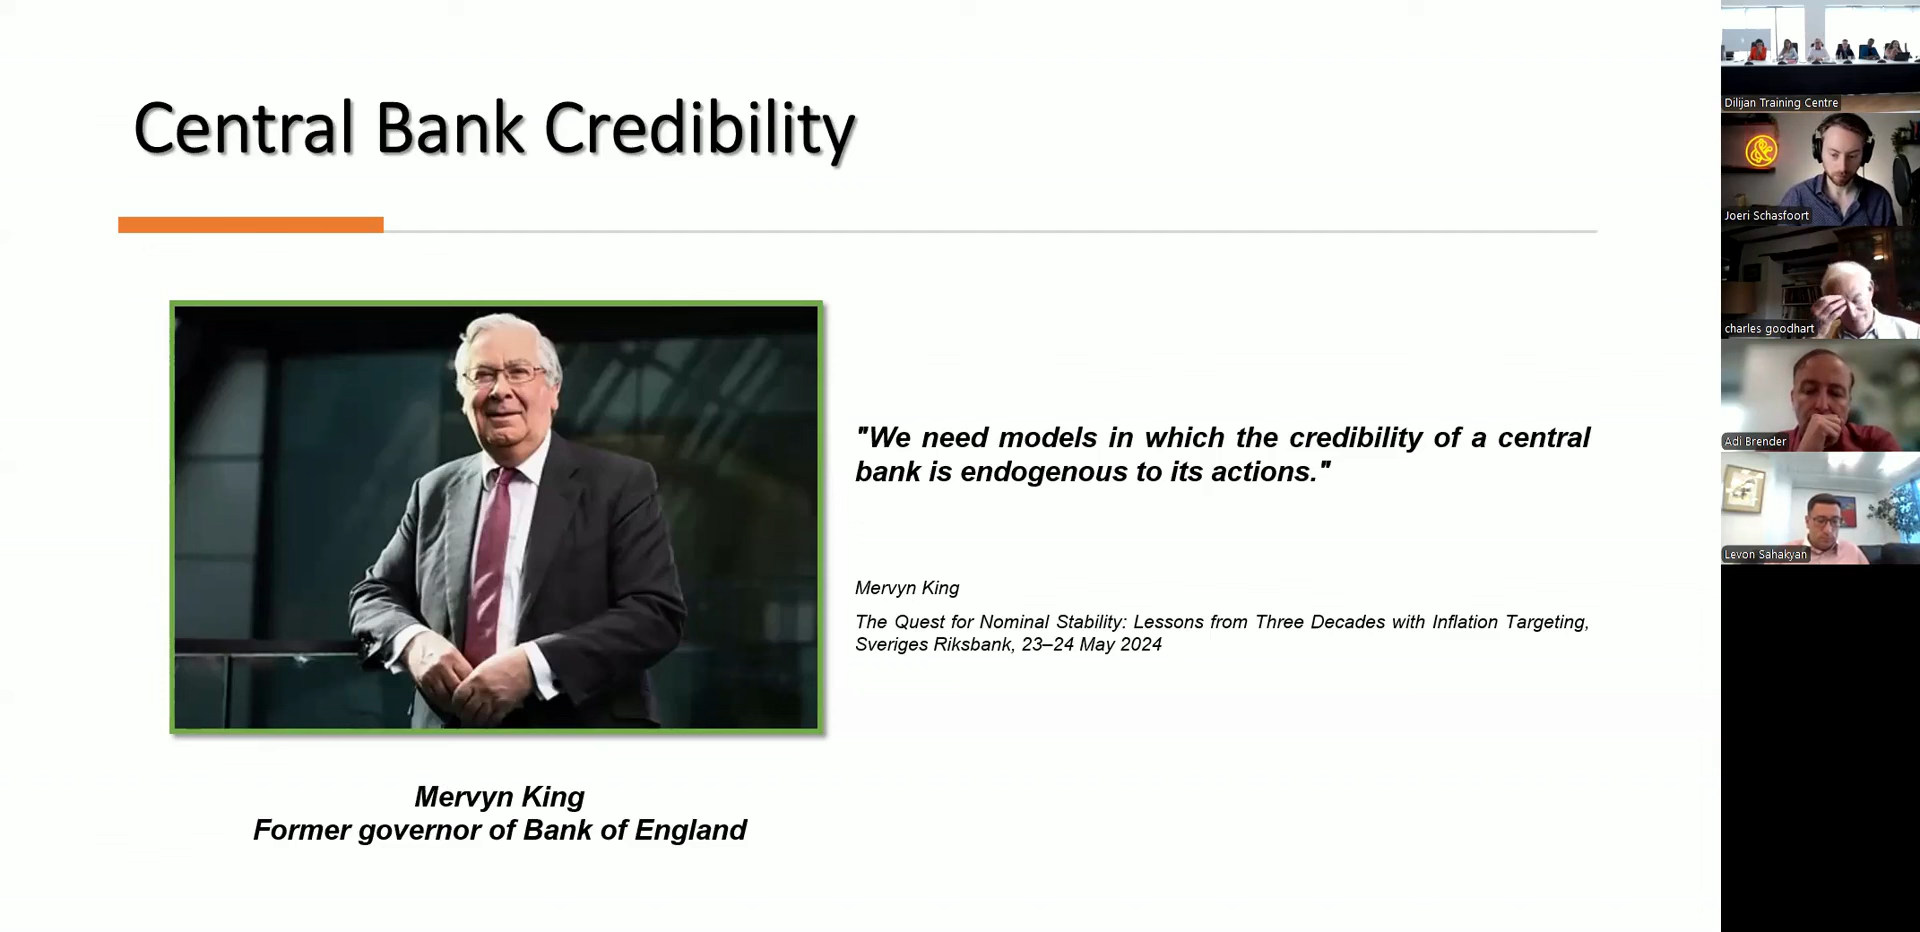 Central Bank Credibility
"We need models in which the credibility of a central
bank is endogenous to its actions."
Mervyn King
The Quest for Nominal Stability: Lessons from Three Decades with Inflation Targeting,
Sveriges Riksbank, 23–24 May 2024
Mervyn King
Former governor of Bank of England
Dilijan Training Centre
Joeri Schasfoort
charles goodhart
Adi Brender
Levon Sahakyan